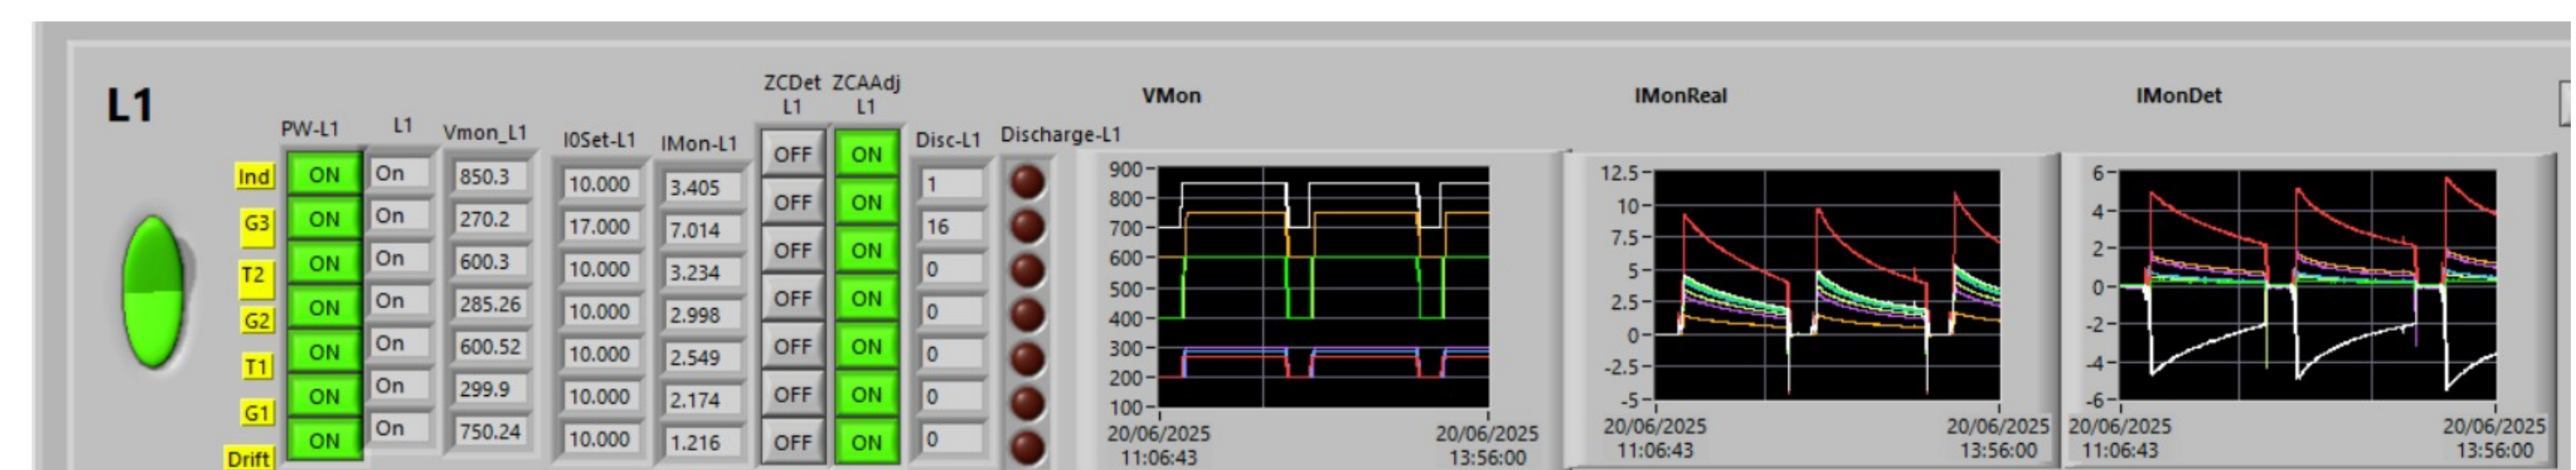 L1
PW-L1 L1 Vmon_L1 I0Set-L1 IMon-L1 ZCDet L1 ZCAAdj L1 Disc-L1 Discharge-L1
Ind ON On 850.3 10.000 3.405 OFF ON 1
G3 ON On 270.2 17.000 7.014 OFF ON 16
T2 ON On 600.3 10.000 3.234 OFF ON 0
G2 ON On 285.26 10.000 2.998 OFF ON 0
T1 ON On 600.52 10.000 2.549 OFF ON 0
G1 ON On 299.9 10.000 2.174 OFF ON 0
Drift ON On 750.24 10.000 1.216 OFF ON 0
VMon
900
800
700
600
500
400
300
200
100
20/06/2025 20/06/2025
11:06:43 13:56:00
IMonReal
12.5
10
7.5
5
2.5
0
-2.5
-5
20/06/2025 20/06/2025
11:06:43 13:56:00
IMonDet
6
4
2
0
-2
-4
-6
20/06/2025 20/06/2025
11:06:43 13:56:00